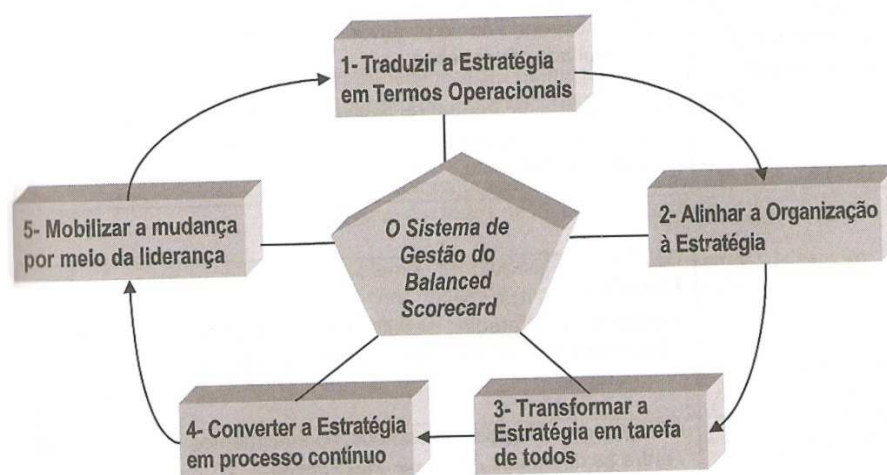 1- Traduzir a Estratégia
em Termos Operacionais
2- Alinhar a Organização
à Estratégia
3- Transformar a
Estratégia em tarefa
de todos
4- Converter a Estratégia
em processo contínuo
5- Mobilizar a mudança
por meio da liderança
O Sistema de
Gestão do
Balanced
Scorecard